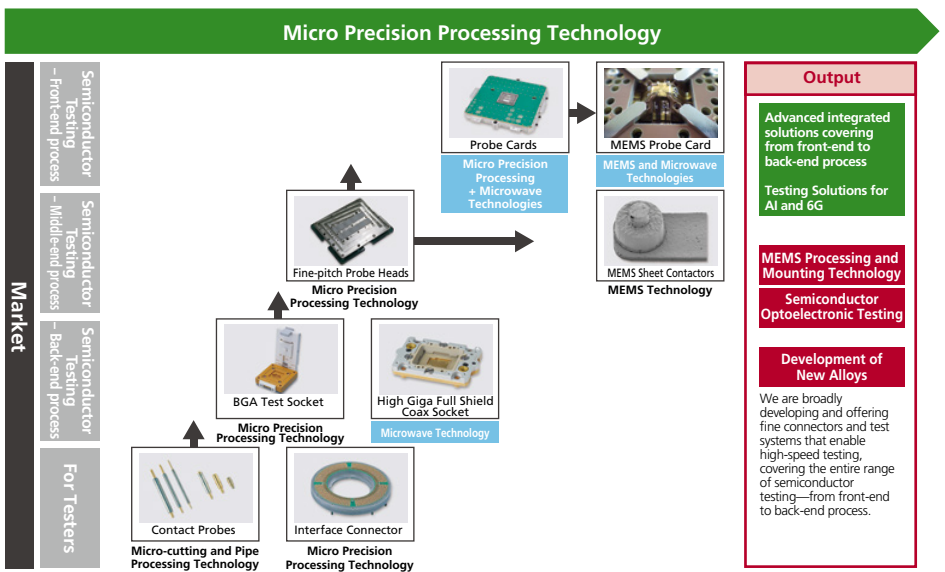 Micro Precision Processing Technology
Market
Semiconductor
Testing
– Front-end process
Semiconductor
Testing
– Middle-end process
Semiconductor
Testing
– Back-end process
For Testers
Probe Cards
Micro Precision
Processing
+ Microwave
Technologies
MEMS Probe Card
MEMS and Microwave
Technologies
Fine-pitch Probe Heads
Micro Precision
Processing Technology
MEMS Sheet Contactors
MEMS Technology
BGA Test Socket
Micro Precision
Processing Technology
High Giga Full Shield
Coax Socket
Microwave Technology
Contact Probes
Micro-cutting and Pipe
Processing Technology
Interface Connector
Micro Precision
Processing Technology
Output
Advanced integrated
solutions covering
from front-end to
back-end process
Testing Solutions for
AI and 6G
MEMS Processing and
Mounting Technology
Semiconductor
Optoelectronic Testing
Development of
New Alloys
We are broadly
developing and offering
fine connectors and test
systems that enable
high-speed testing,
covering the entire range
of semiconductor
testing—from front-end
to back-end process.